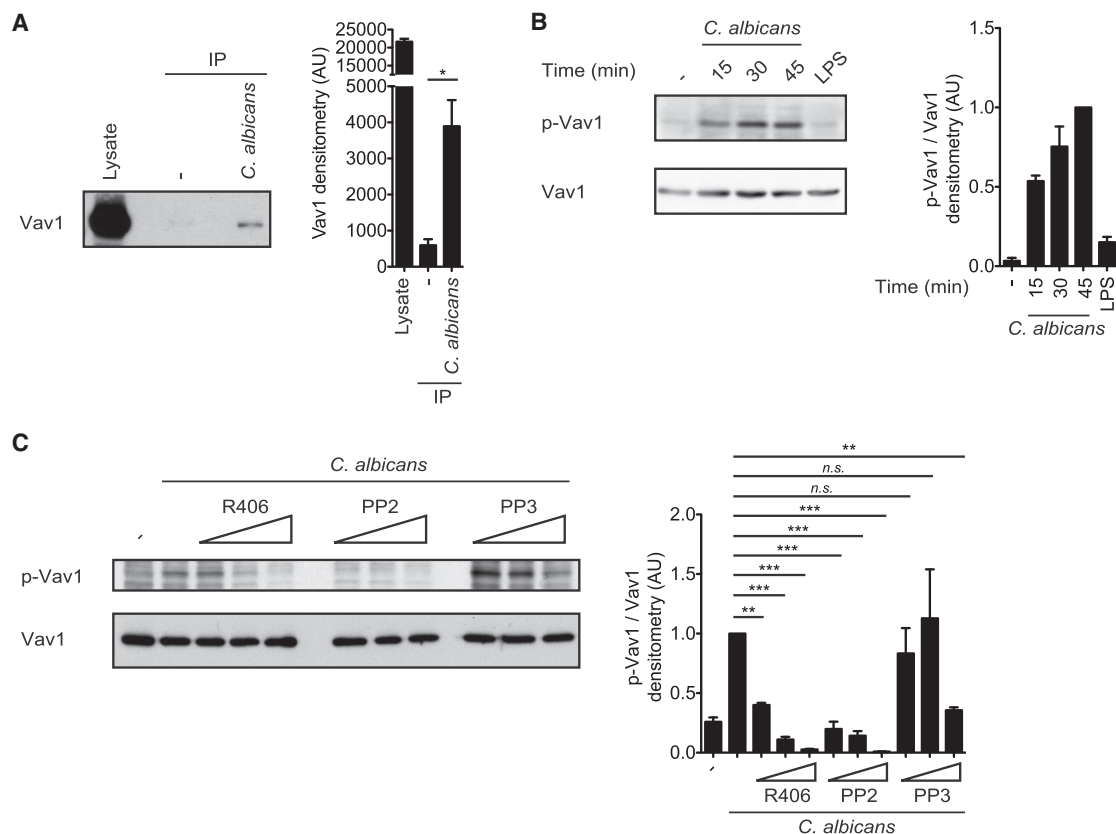 A
IP
Lysate
-
C. albicans
Vav1
Vav1 densitometry (AU)
25000
20000
15000
5000
4000
3000
2000
1000
0
*
Lysate
-
C. albicans
IP
B
C. albicans
Time (min)
-
15
30
45
LPS
p-Vav1
Vav1
p-Vav1 / Vav1
densitometry (AU)
1.5
1.0
0.5
0.0
Time (min)
-
15
30
45
LPS
C. albicans
C
C. albicans
R406
PP2
PP3
-
p-Vav1
Vav1
**
n.s.
n.s.
***
***
***
***
***
**
p-Vav1 / Vav1
densitometry (AU)
2.0
1.5
1.0
0.5
0.0
-
R406
PP2
PP3
C. albicans